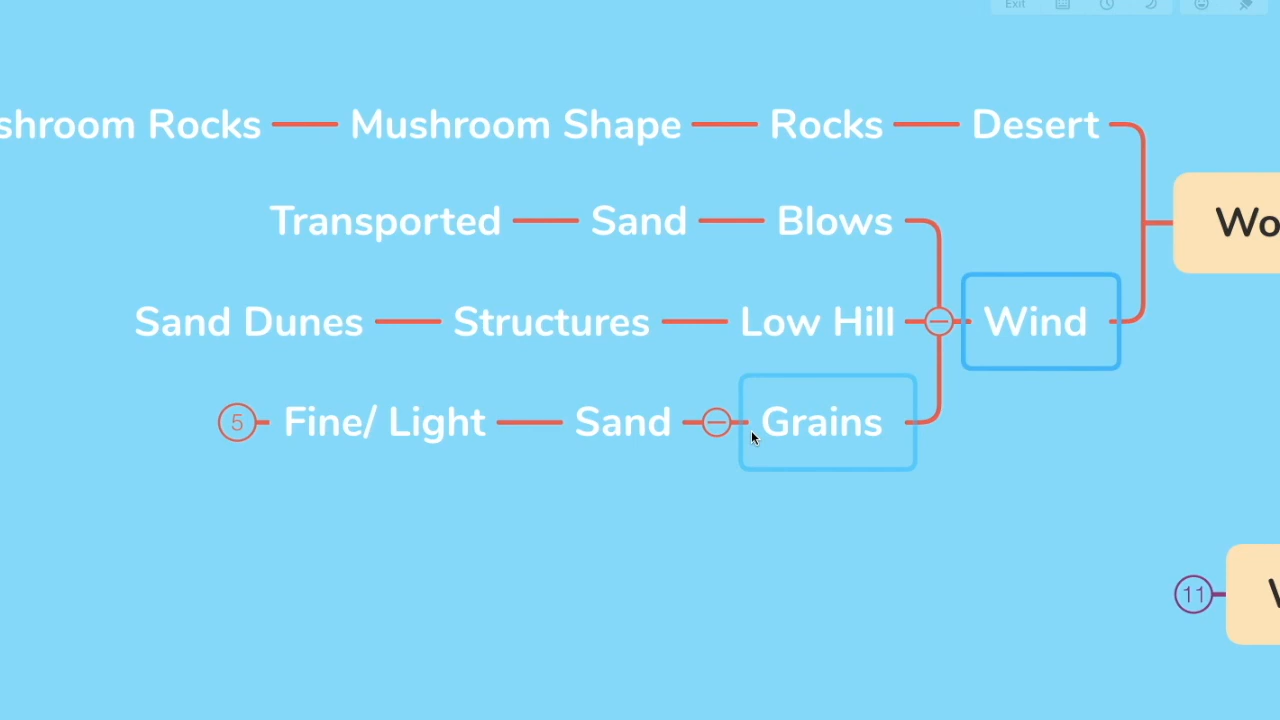 Exit
shroom Rocks Mushroom Shape Rocks Desert
Transported Sand Blows
Wo
Sand Dunes Structures Low Hill Wind
5 Fine/ Light Sand Grains
11